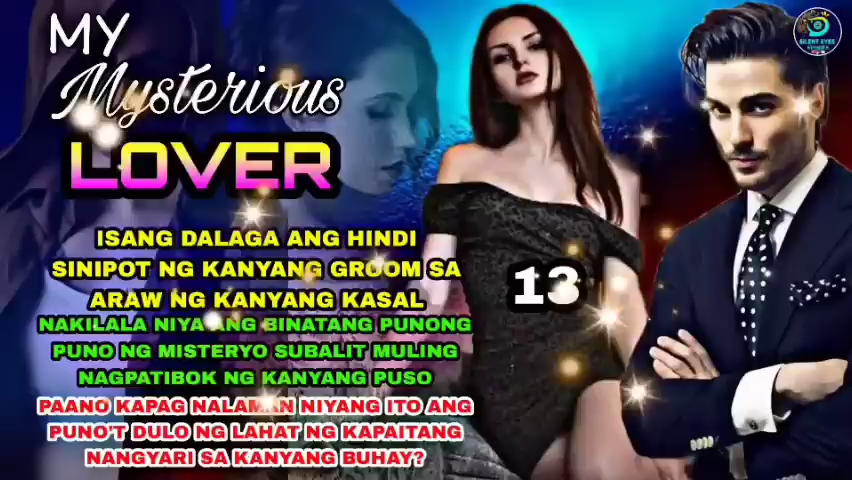 MY
Mysterious
LOVER
ISANG DALAGA ANG HINDI
SINIPOT NG KANYANG GROOM SA
ARAW NG KANYANG KASAL
NAKILALA NIYA ANG BINATANG PUNONG
PUNO NG MISTERYO SUBALIT MULING
NAGPATIBOK NG KANYANG PUSO
PAANO KAPAG NALAMAN NIYANG ITO ANG
PUNO'T DULO NG LAHAT NG KAPAITANG
NANGYARI SA KANYANG BUHAY?
13
SILENT EYES